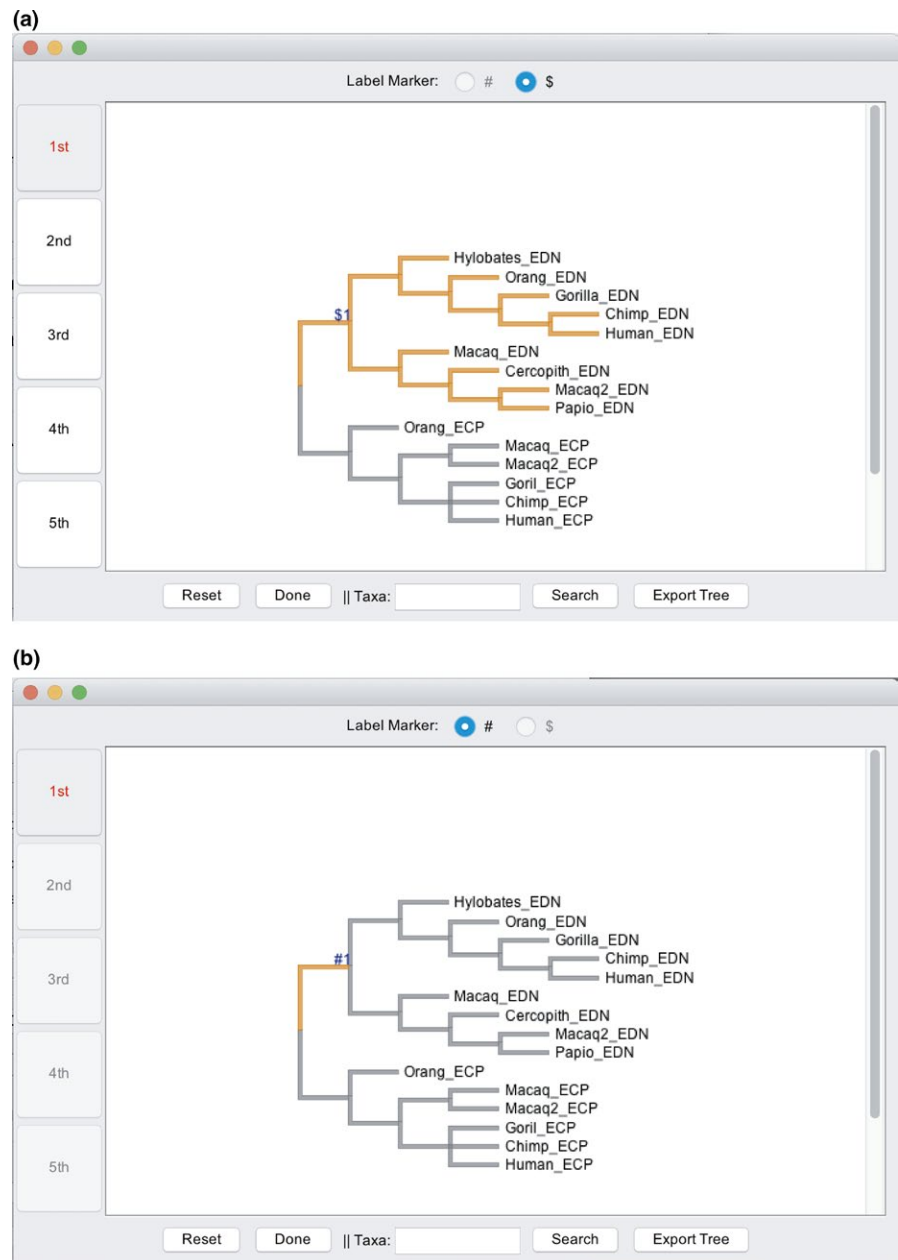 (a)
Label Marker: # $
1st
2nd
3rd
4th
5th
$1
Hylobates_EDN
Orang_EDN
Gorilla_EDN
Chimp_EDN
Human_EDN
Macaq_EDN
Cercopith_EDN
Macaq2_EDN
Papio_EDN
Orang_ECP
Macaq_ECP
Macaq2_ECP
Goril_ECP
Chimp_ECP
Human_ECP
Reset Done || Taxa: Search Export Tree
(b)
Label Marker: # $
1st
2nd
3rd
4th
5th
#1
Hylobates_EDN
Orang_EDN
Gorilla_EDN
Chimp_EDN
Human_EDN
Macaq_EDN
Cercopith_EDN
Macaq2_EDN
Papio_EDN
Orang_ECP
Macaq_ECP
Macaq2_ECP
Goril_ECP
Chimp_ECP
Human_ECP
Reset Done || Taxa: Search Export Tree